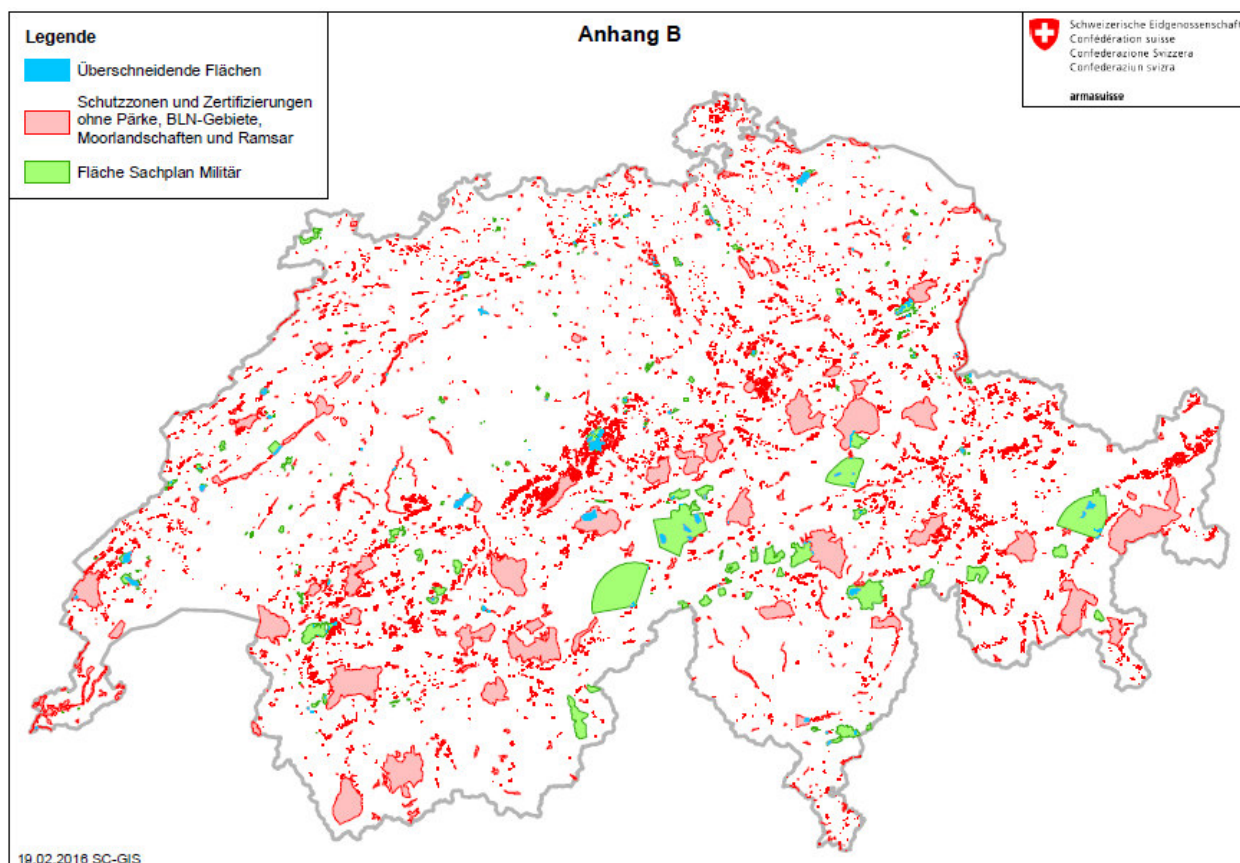 Legende
Überschneidende Flächen
Schutzzonen und Zertifizierungen
ohne Pärke, BLN-Gebiete,
Moorlandschaften und Ramsar
Fläche Sachplan Militär
Anhang B
Schweizerische Eidgenossenschaft
Confédération suisse
Confederazione Svizzera
Confederaziun svizra
armasuisse
19.02.2016 SC-GIS